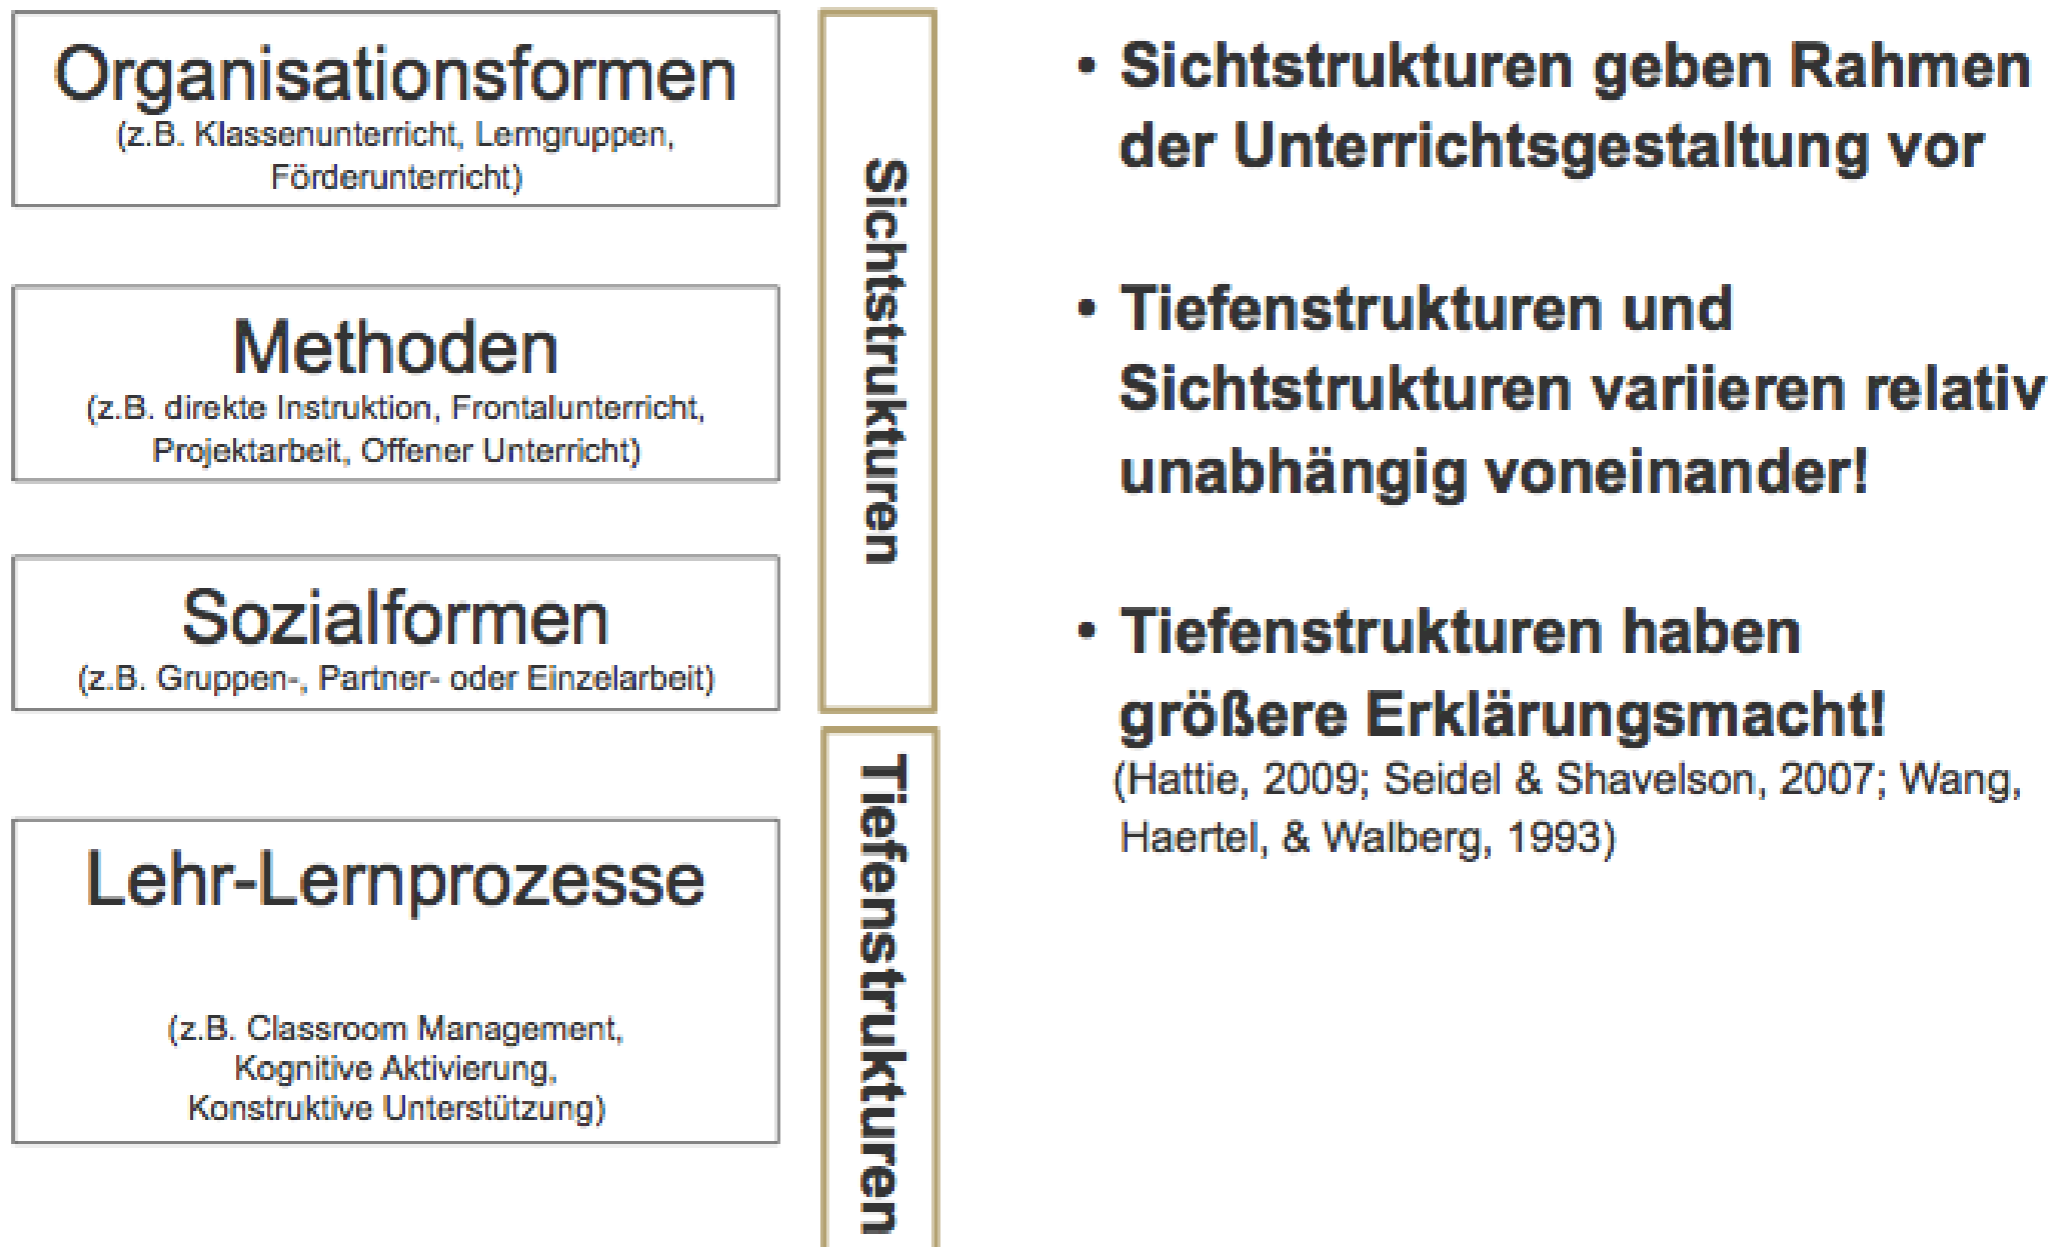 Organisationsformen
(z.B. Klassenunterricht, Lerngruppen,
Förderunterricht)
Methoden
(z.B. direkte Instruktion, Frontalunterricht,
Projektarbeit, Offener Unterricht)
Sozialformen
(z.B. Gruppen-, Partner- oder Einzelarbeit)
Lehr-Lernprozesse
(z.B. Classroom Management,
Kognitive Aktivierung,
Konstruktive Unterstützung)
Sichtstrukturen
Tiefenstrukturen
• Sichtstrukturen geben Rahmen
der Unterrichtsgestaltung vor
• Tiefenstrukturen und
Sichtstrukturen variieren relativ
unabhängig voneinander!
• Tiefenstrukturen haben
größere Erklärungsmacht!
(Hattie, 2009; Seidel & Shavelson, 2007; Wang,
Haertel, & Walberg, 1993)